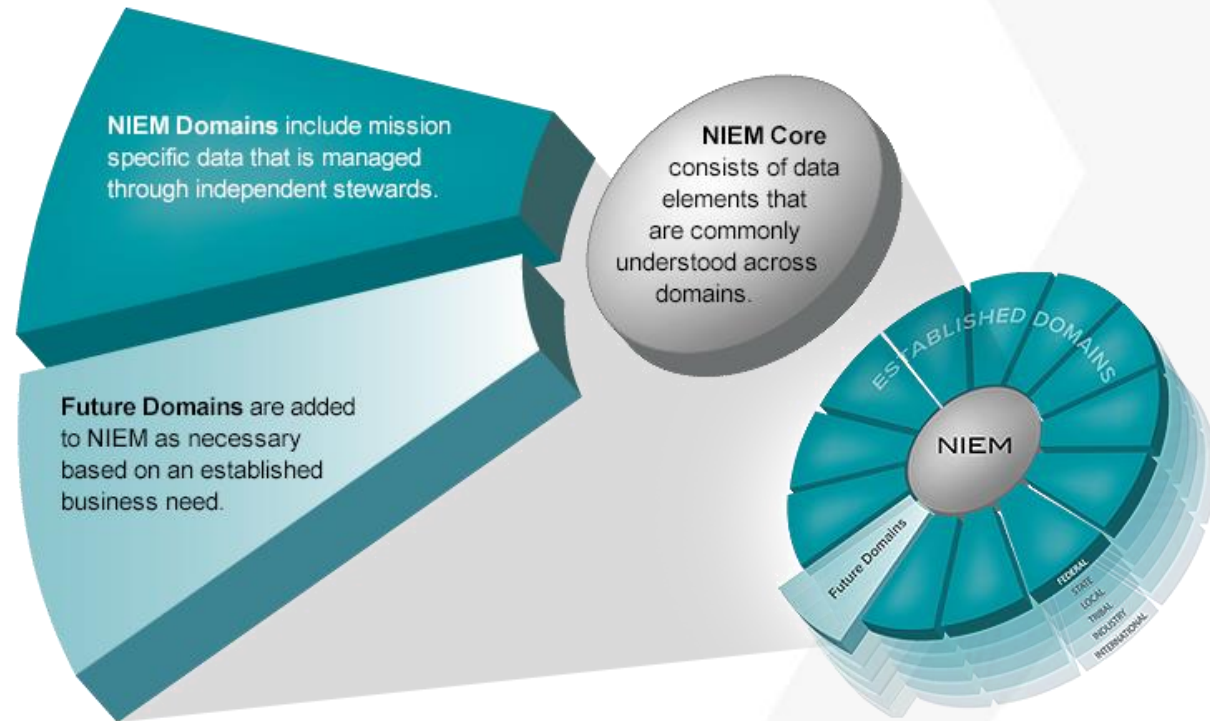 NIEM Domains include mission
specific data that is managed
through independent stewards.
NIEM Core
consists of data
elements that
are commonly
understood across
domains.
Future Domains are added
to NIEM as necessary
based on an established
business need.
ESTABLISHED DOMAINS
NIEM
Future Domains
FEDERAL
STATE
LOCAL
TRIBAL
INDUSTRY
INTERNATIONAL